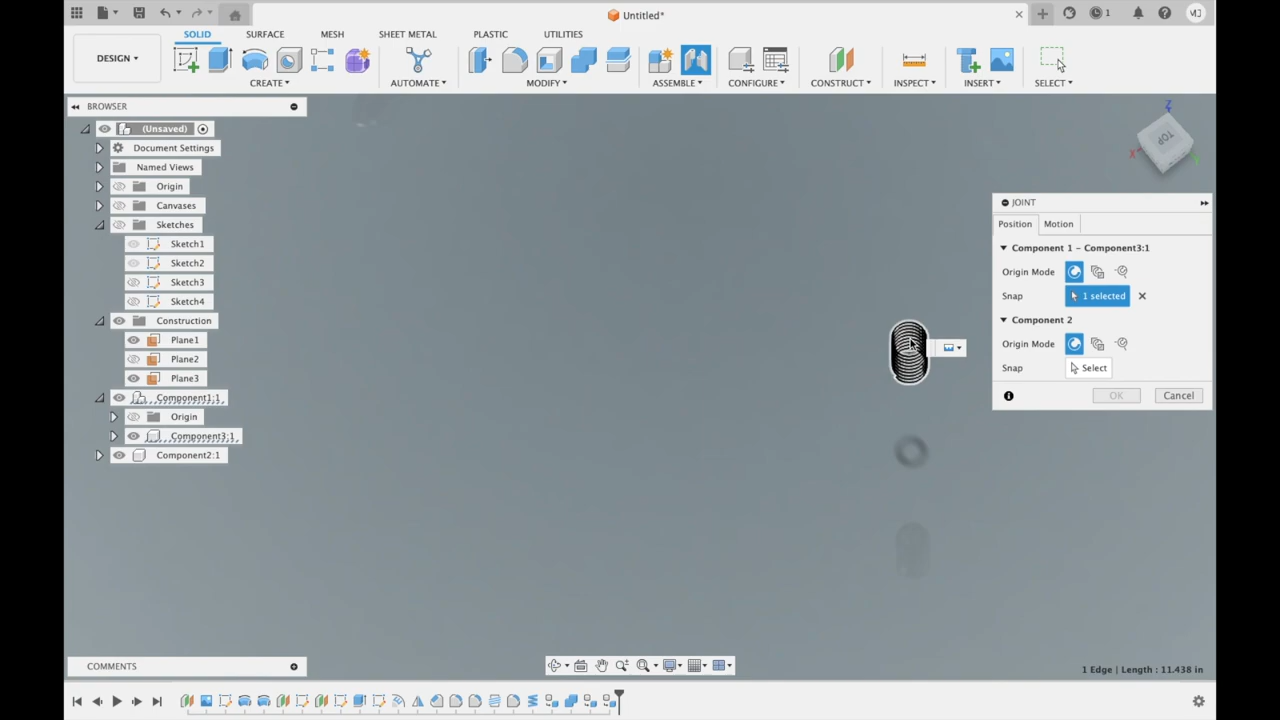 Untitled*
1
MJ
SOLID SURFACE MESH SHEET METAL PLASTIC UTILITIES
DESIGN
CREATE AUTOMATE MODIFY ASSEMBLE CONFIGURE CONSTRUCT INSPECT INSERT SELECT
BROWSER
(Unsaved)
Document Settings
Named Views
Origin
Canvases
Sketches
Sketch1
Sketch2
Sketch3
Sketch4
Construction
Plane1
Plane2
Plane3
Component1:1
Origin
Component3:1
Component2:1
Z
TOP
X
Y
JOINT
Position Motion
Component 1 - Component3:1
Origin Mode
Snap 1 selected
Component 2
Origin Mode
Snap Select
OK Cancel
COMMENTS
1 Edge | Length : 11.438 in